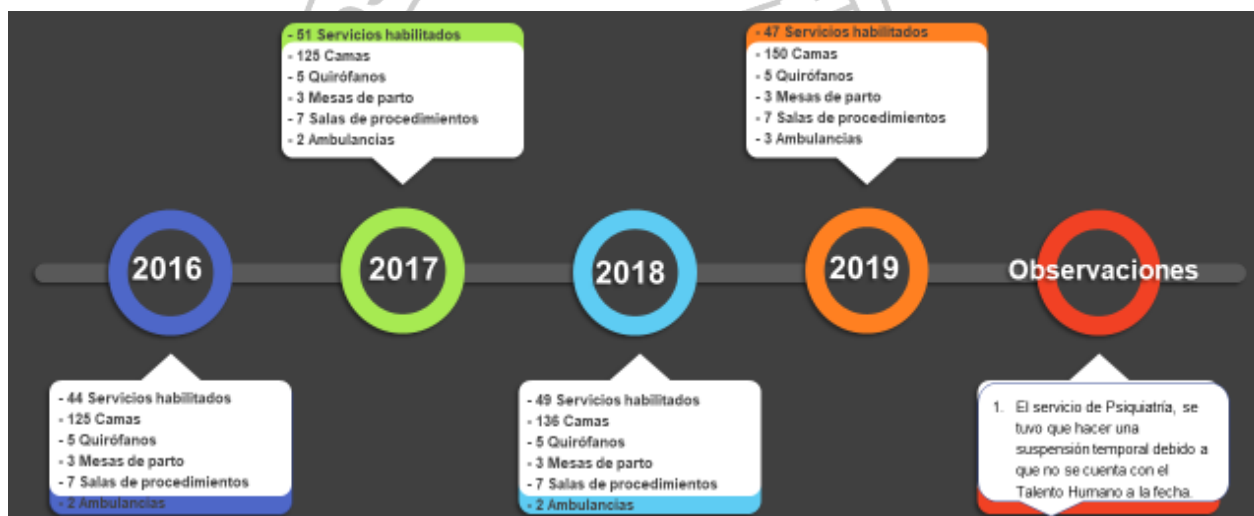 - 51 Servicios habilitados
- 125 Camas
- 5 Quirófanos
- 3 Mesas de parto
- 7 Salas de procedimientos
- 2 Ambulancias
- 47 Servicios habilitados
- 150 Camas
- 5 Quirófanos
- 3 Mesas de parto
- 7 Salas de procedimientos
- 3 Ambulancias
2016
2017
2018
2019
Observaciones
- 44 Servicios habilitados
- 125 Camas
- 5 Quirófanos
- 3 Mesas de parto
- 7 Salas de procedimientos
- 2 Ambulancias
- 49 Servicios habilitados
- 136 Camas
- 5 Quirófanos
- 3 Mesas de parto
- 7 Salas de procedimientos
- 2 Ambulancias
1. El servicio de Psiquiatría, se
tuvo que hacer una
suspensión temporal debido a
que no se cuenta con el
Talento Humano a la fecha.